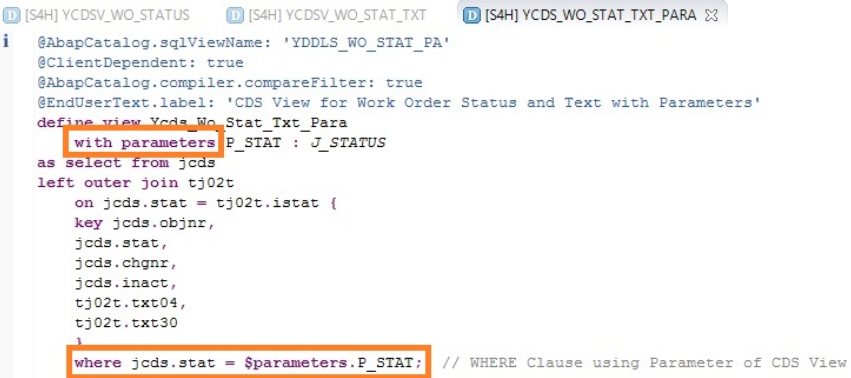 [S4H] YCDSV_WO_STATUS [S4H] YCDSV_WO_STAT_TXT [S4H] YCDS_WO_STAT_TXT_PARA
@AbapCatalog.sqlViewName: 'YDDLS_WO_STAT_PA'
@ClientDependent: true
@AbapCatalog.compiler.compareFilter: true
@EndUserText.label: 'CDS View for Work Order Status and Text with Parameters'
define view Ycds_Wo_Stat_Txt_Para
with parameters P_STAT : J_STATUS
as select from jcds
left outer join tj02t
on jcds.stat = tj02t.istat {
key jcds.objnr,
jcds.stat,
jcds.chgnr,
jcds.inact,
tj02t.txt04,
tj02t.txt30
}
where jcds.stat = $parameters.P_STAT; // WHERE Clause using Parameter of CDS View